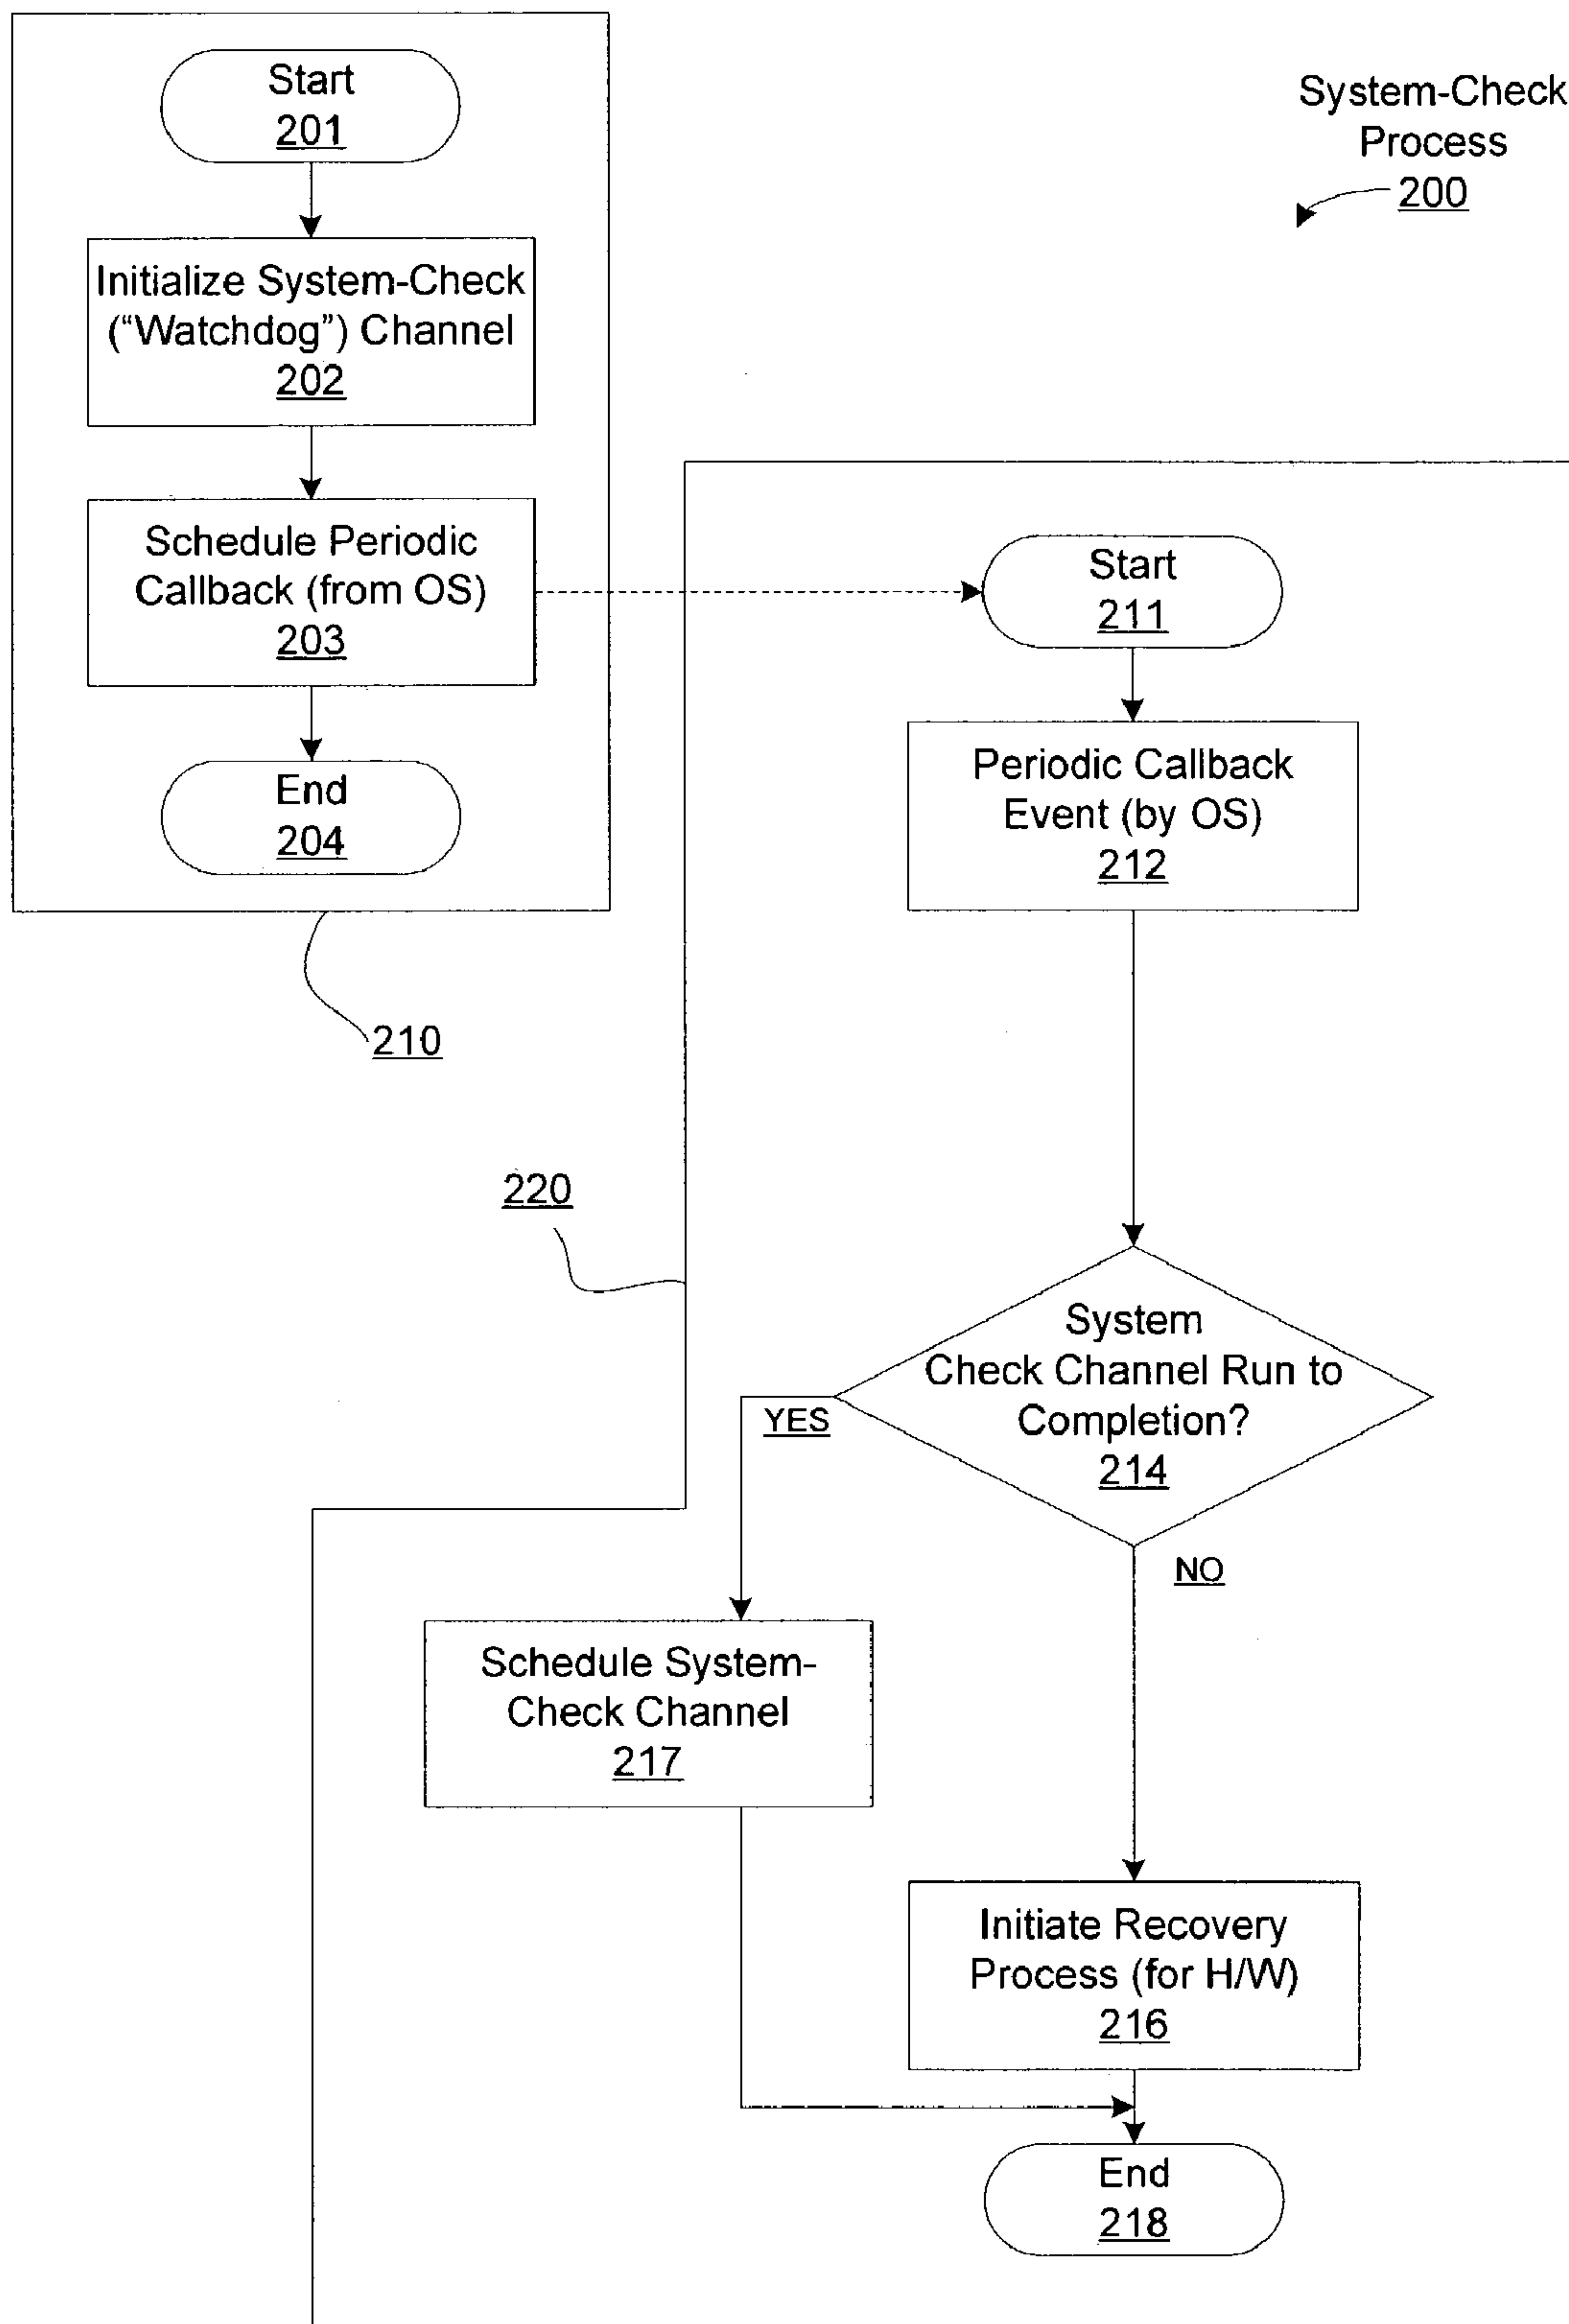 Start
201
Initialize System-Check
(“Watchdog”) Channel
202
Schedule Periodic
Callback (from OS)
203
End
204
210
System-Check
Process
200
220
Start
211
Periodic Callback
Event (by OS)
212
System
Check Channel Run to
Completion?
214
YES
NO
Schedule System-
Check Channel
217
Initiate Recovery
Process (for H/W)
216
End
218